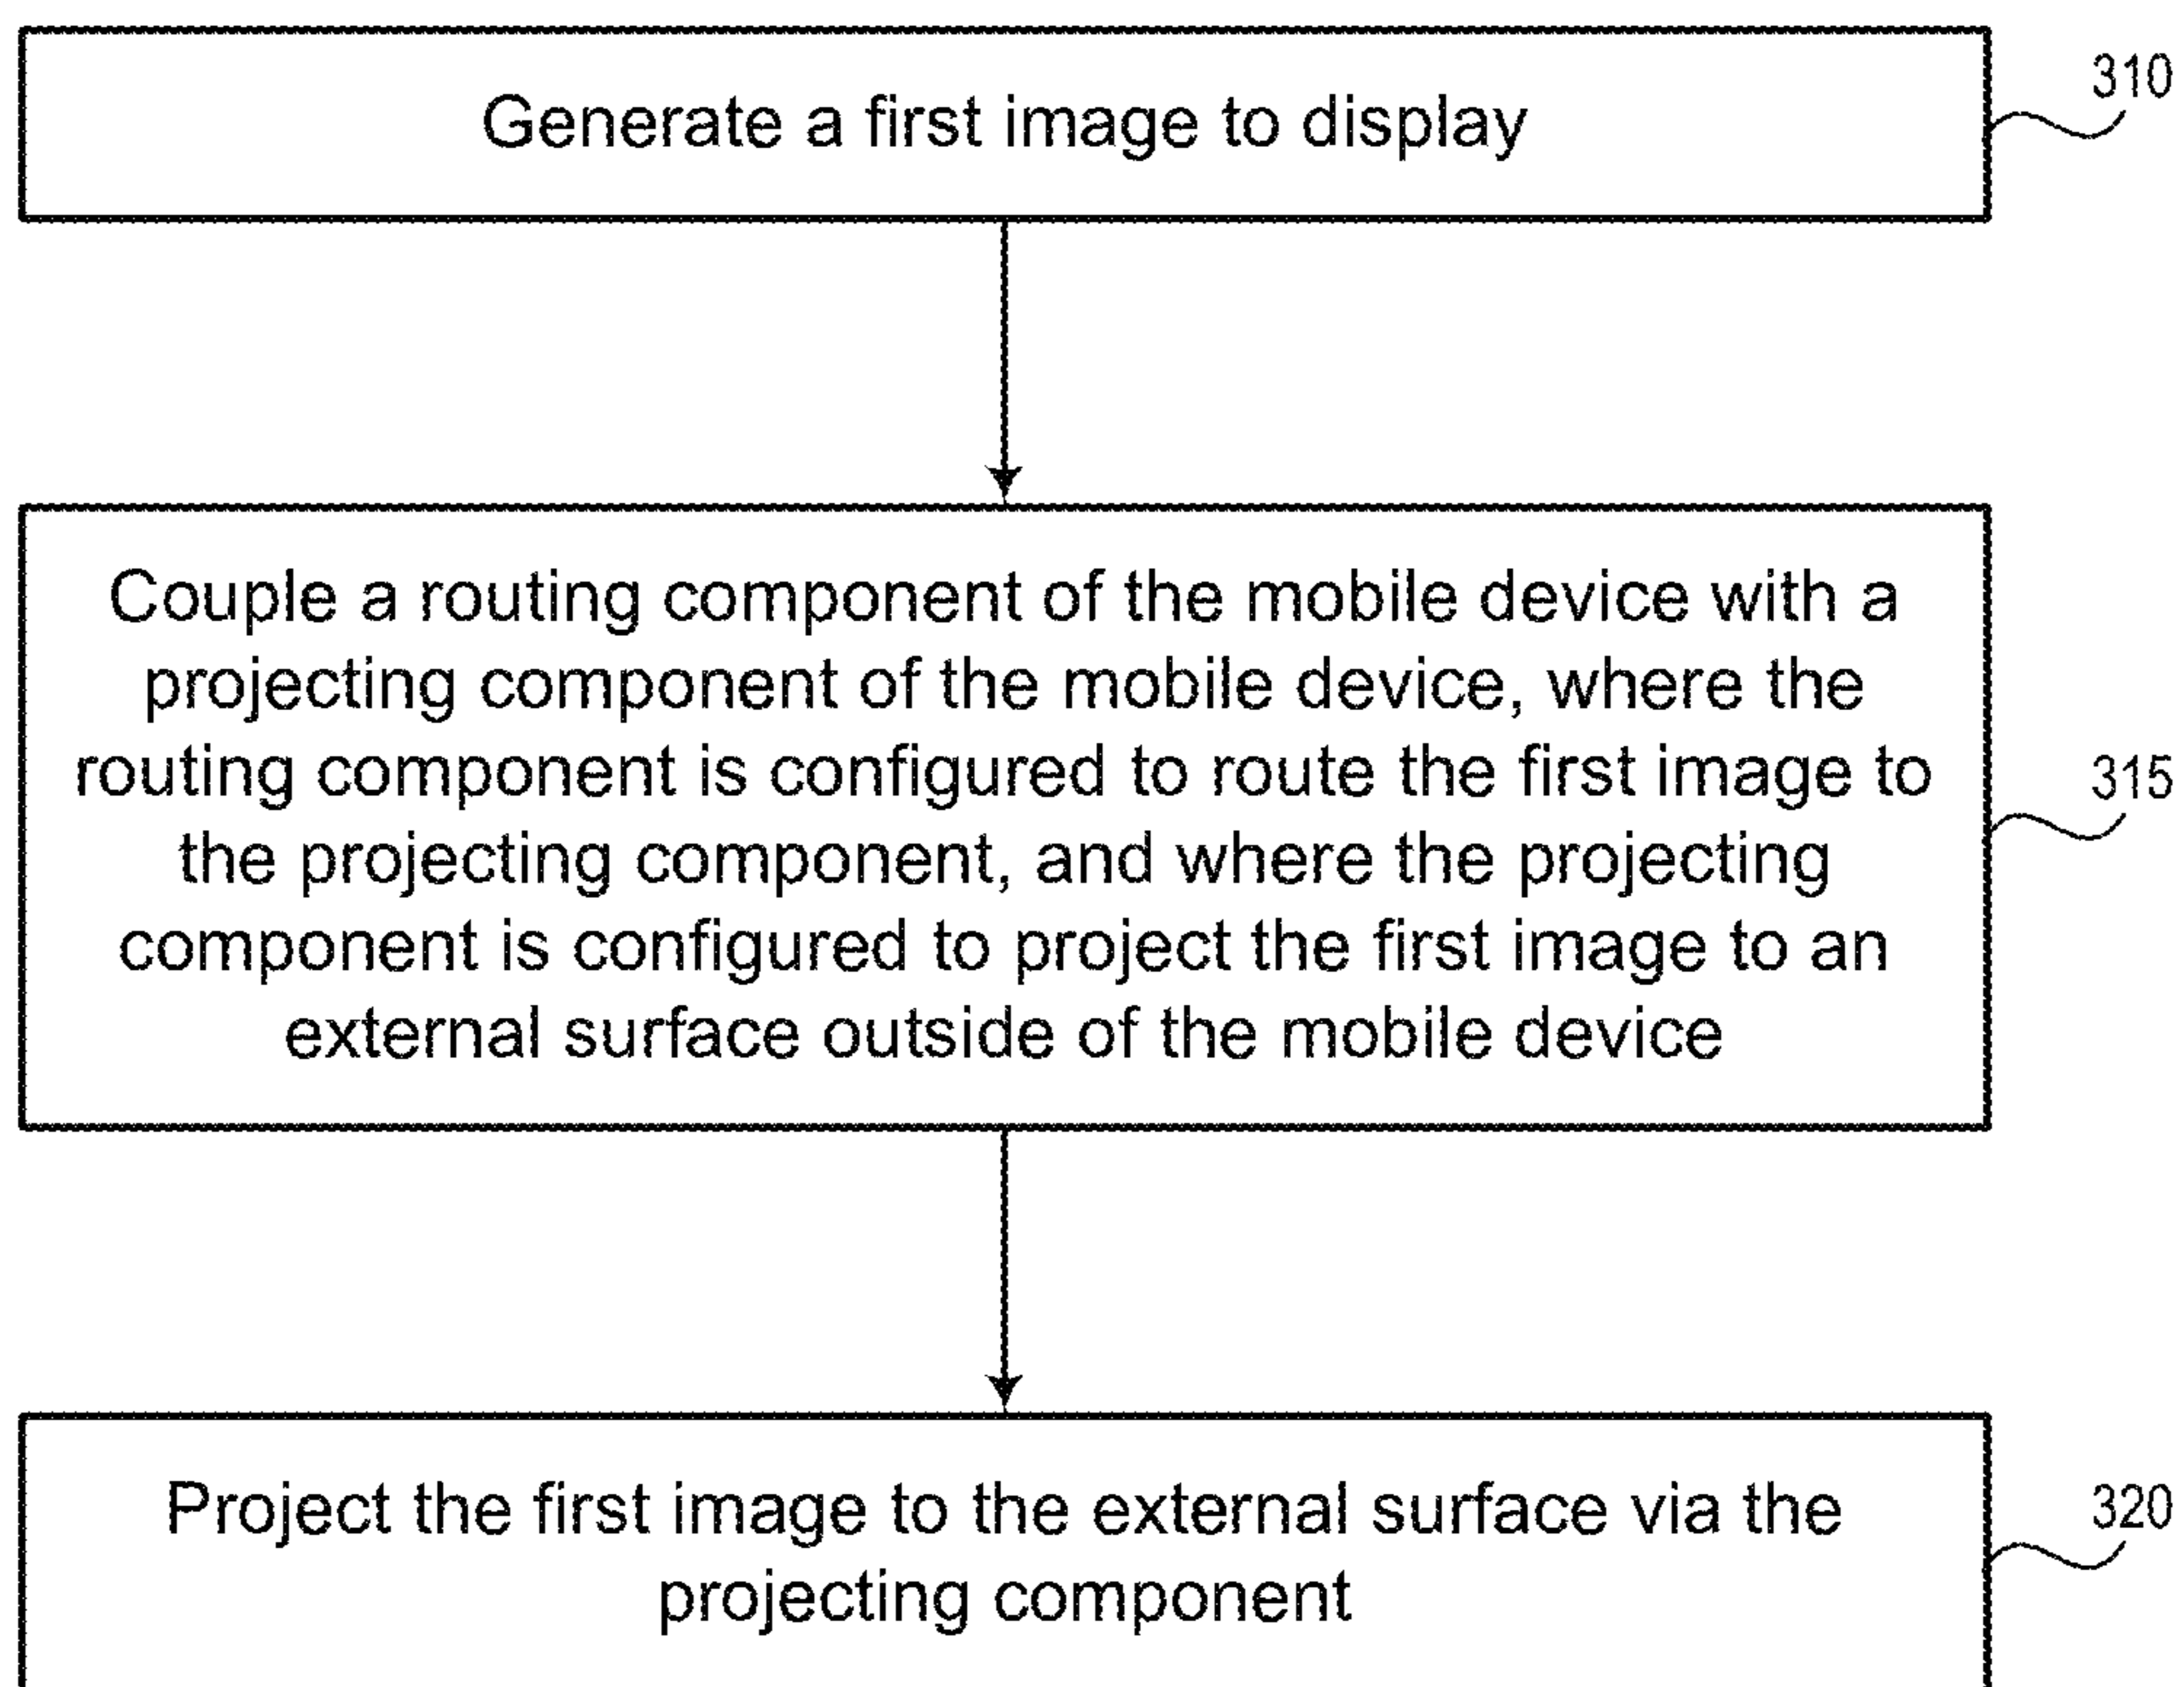 Generate a first image to display
310
Couple a routing component of the mobile device with a
projecting component of the mobile device, where the
routing component is configured to route the first image to
the projecting component, and where the projecting
component is configured to project the first image to an
external surface outside of the mobile device
315
Project the first image to the external surface via the
projecting component
320